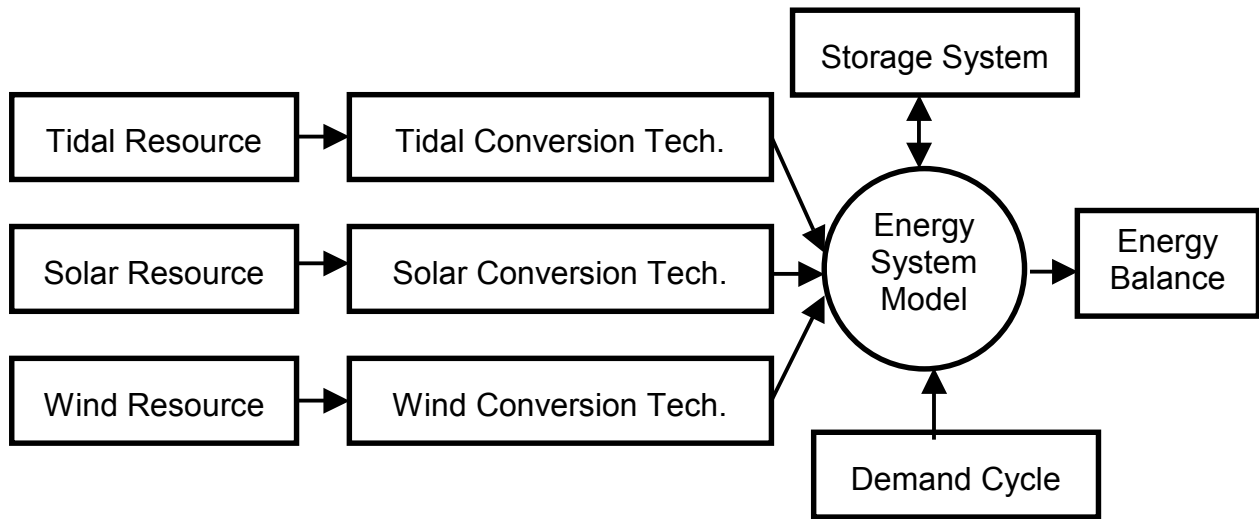 Storage System
Tidal Resource
Tidal Conversion Tech.
Solar Resource
Solar Conversion Tech.
Wind Resource
Wind Conversion Tech.
Energy
System
Model
Energy
Balance
Demand Cycle